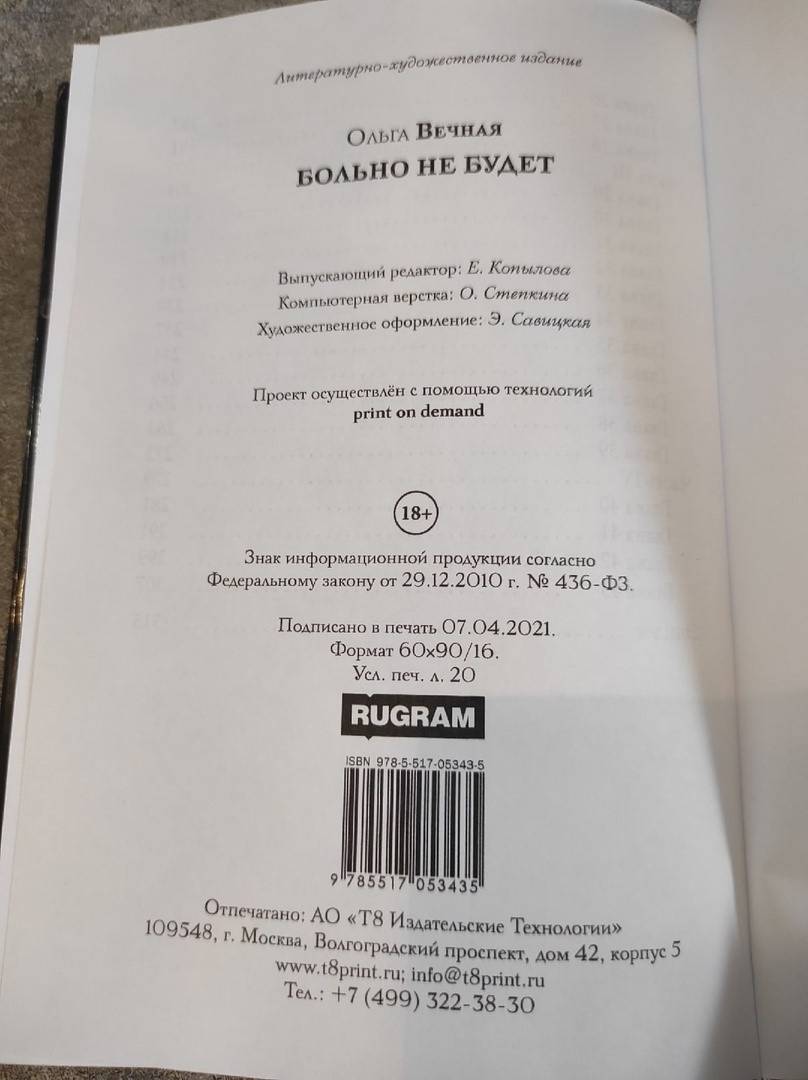 Литературно-художественное издание
Ольга Вечная
БОЛЬНО НЕ БУДЕТ
Выпускающий редактор: Е. Копылова
Компьютерная верстка: О. Степкина
Художественное оформление: Э. Савицкая
Проект осуществлён с помощью технологий
print on demand
18+
Знак информационной продукции согласно
Федеральному закону от 29.12.2010 г. № 436-ФЗ.
Подписано в печать 07.04.2021.
Формат 60x90/16.
Усл. печ. л. 20
RUGRAM
ISBN 978-5-517-05343-5
9 785517 053435
Отпечатано: АО «Т8 Издательские Технологии»
109548, г. Москва, Волгоградский проспект, дом 42, корпус 5
www.t8print.ru; info@t8print.ru
Тел.: +7 (499) 322-38-30